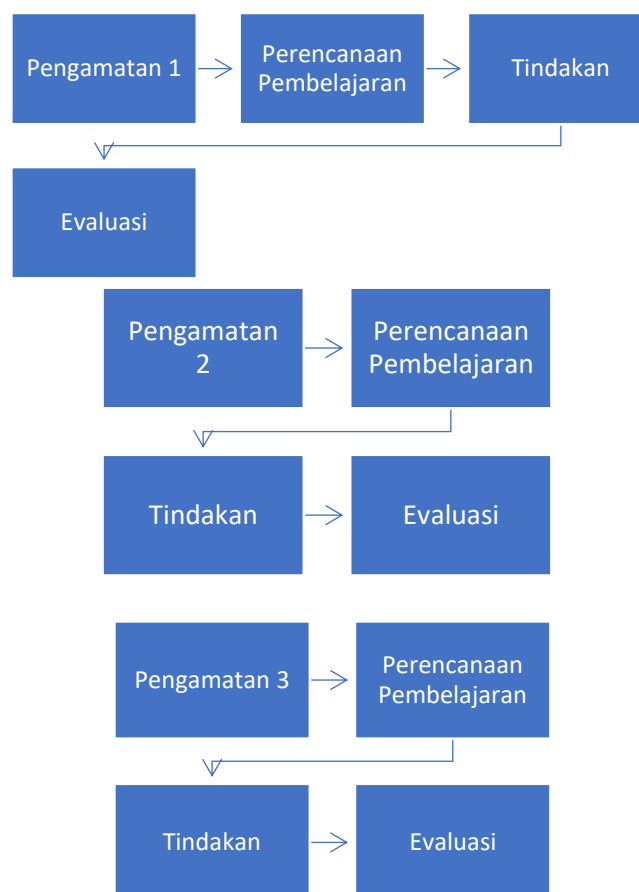 Pengamatan 1
Perencanaan
Pembelajaran
Tindakan
Evaluasi
Pengamatan
2
Perencanaan
Pembelajaran
Tindakan
Evaluasi
Pengamatan 3
Perencanaan
Pembelajaran
Tindakan
Evaluasi